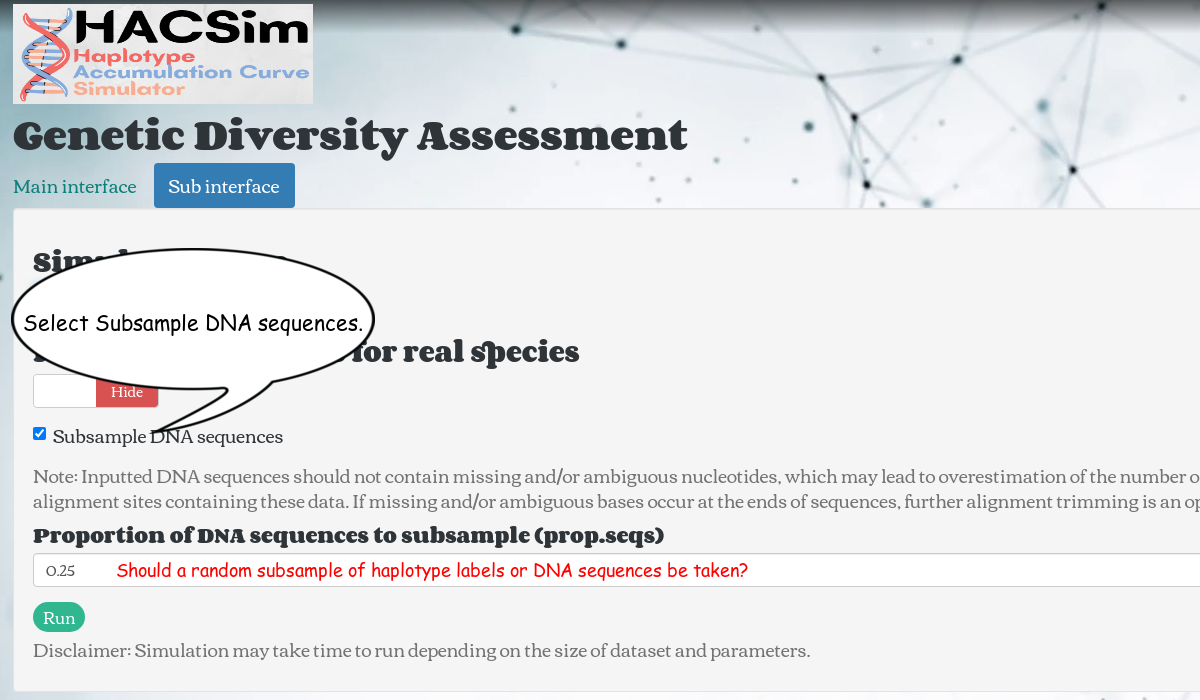 HACSim
Haplotype
Accumulation Curve
Simulator
Genetic Diversity Assessment
Main interface
Sub interface
Select Subsample DNA sequences.
for real species
Hide
Subsample DNA sequences
Note: Inputted DNA sequences should not contain missing and/or ambiguous nucleotides, which may lead to overestimation of the number o
alignment sites containing these data. If missing and/or ambiguous bases occur at the ends of sequences, further alignment trimming is an op
Proportion of DNA sequences to subsample (prop.seqs)
0.25
Should a random subsample of haplotype labels or DNA sequences be taken?
Run
Disclaimer: Simulation may take time to run depending on the size of dataset and parameters.